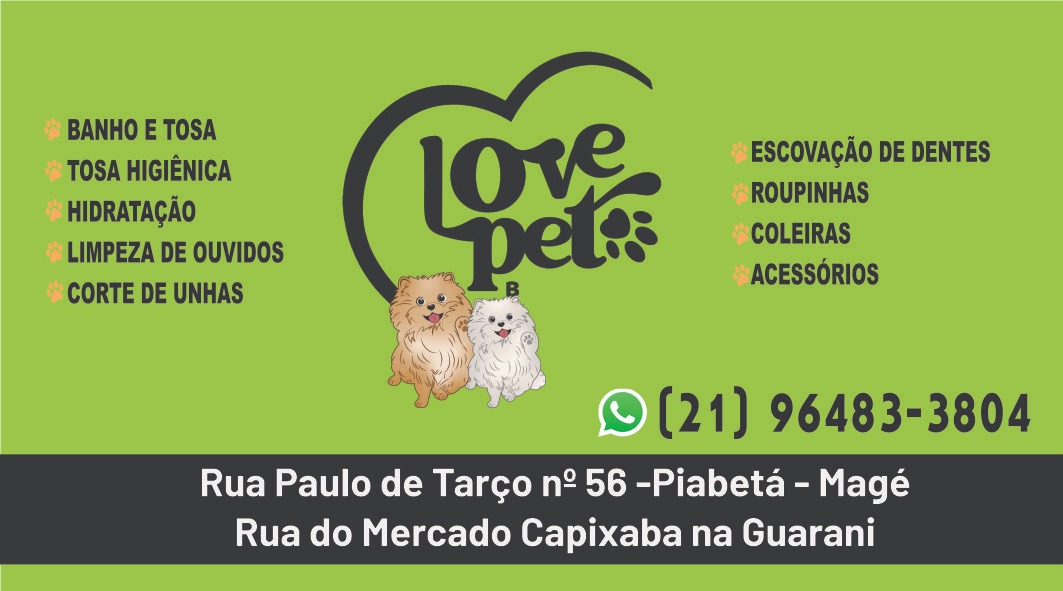 BANHO E TOSA
TOSA HIGIÊNICA
HIDRATAÇÃO
LIMPEZA DE OUVIDOS
CORTE DE UNHAS
love
pet
B
ESCOVAÇÃO DE DENTES
ROUPINHAS
COLEIRAS
ACESSÓRIOS
(21) 96483-3804
Rua Paulo de Tarço nº 56 -Piabetá - Magé
Rua do Mercado Capixaba na Guarani